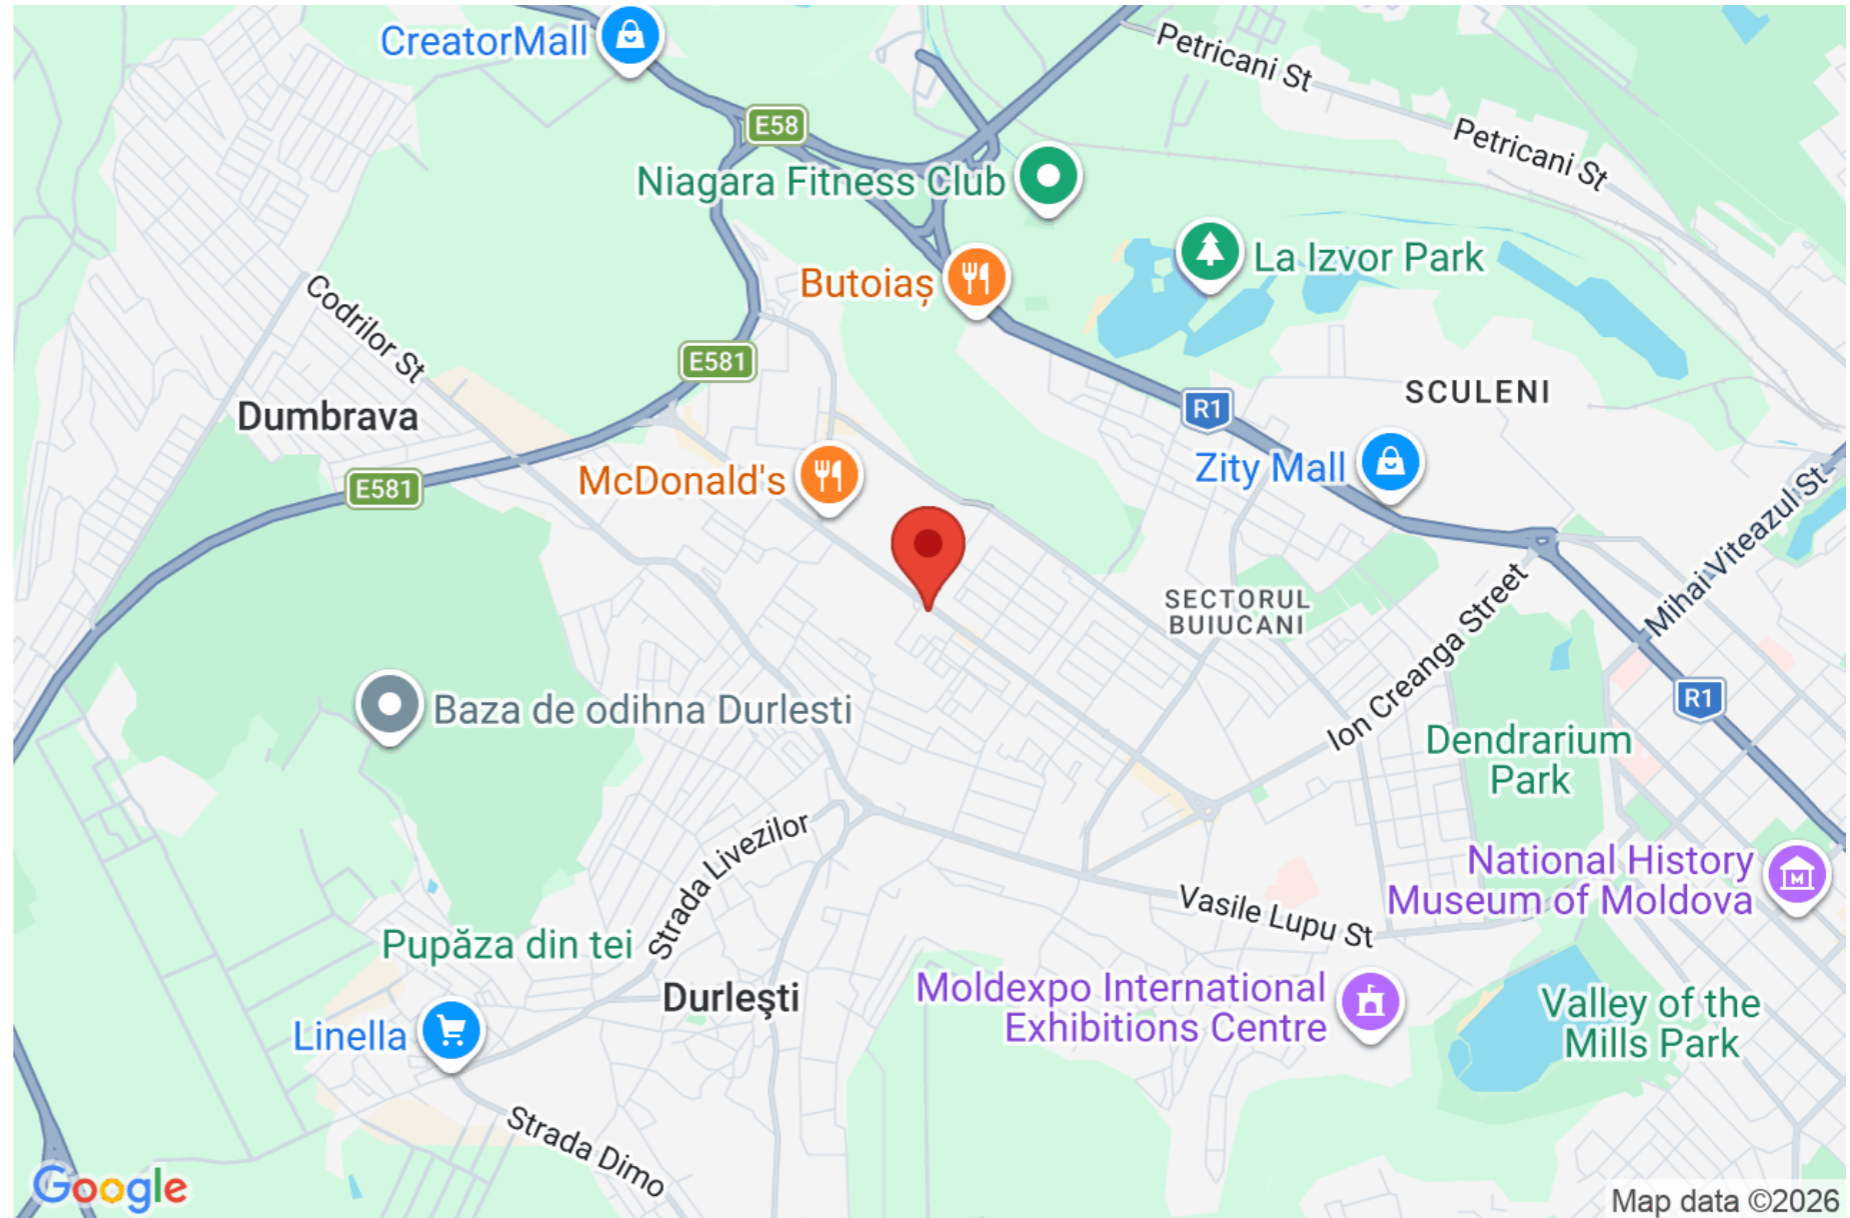 CreatorMall
Petricani St
E58
Petricani St
Niagara Fitness Club
La Izvor Park
Butoiaș
Codrilor St
E581
SCULENI
R1
Dumbrava
Zity Mall
McDonald's
E581
Mihai Viteazul St
SECTORUL
BUIUCANI
Ion Creanga Street
R1
Baza de odihna Durlesti
Dendrarium
Park
Strada Livezilor
National History
Museum of Moldova
Vasile Lupu St
Pupăza din tei
Durleşti
Moldexpo International
Exhibitions Centre
Valley of the
Mills Park
Linella
Strada Dimo
Google
Map data ©2026